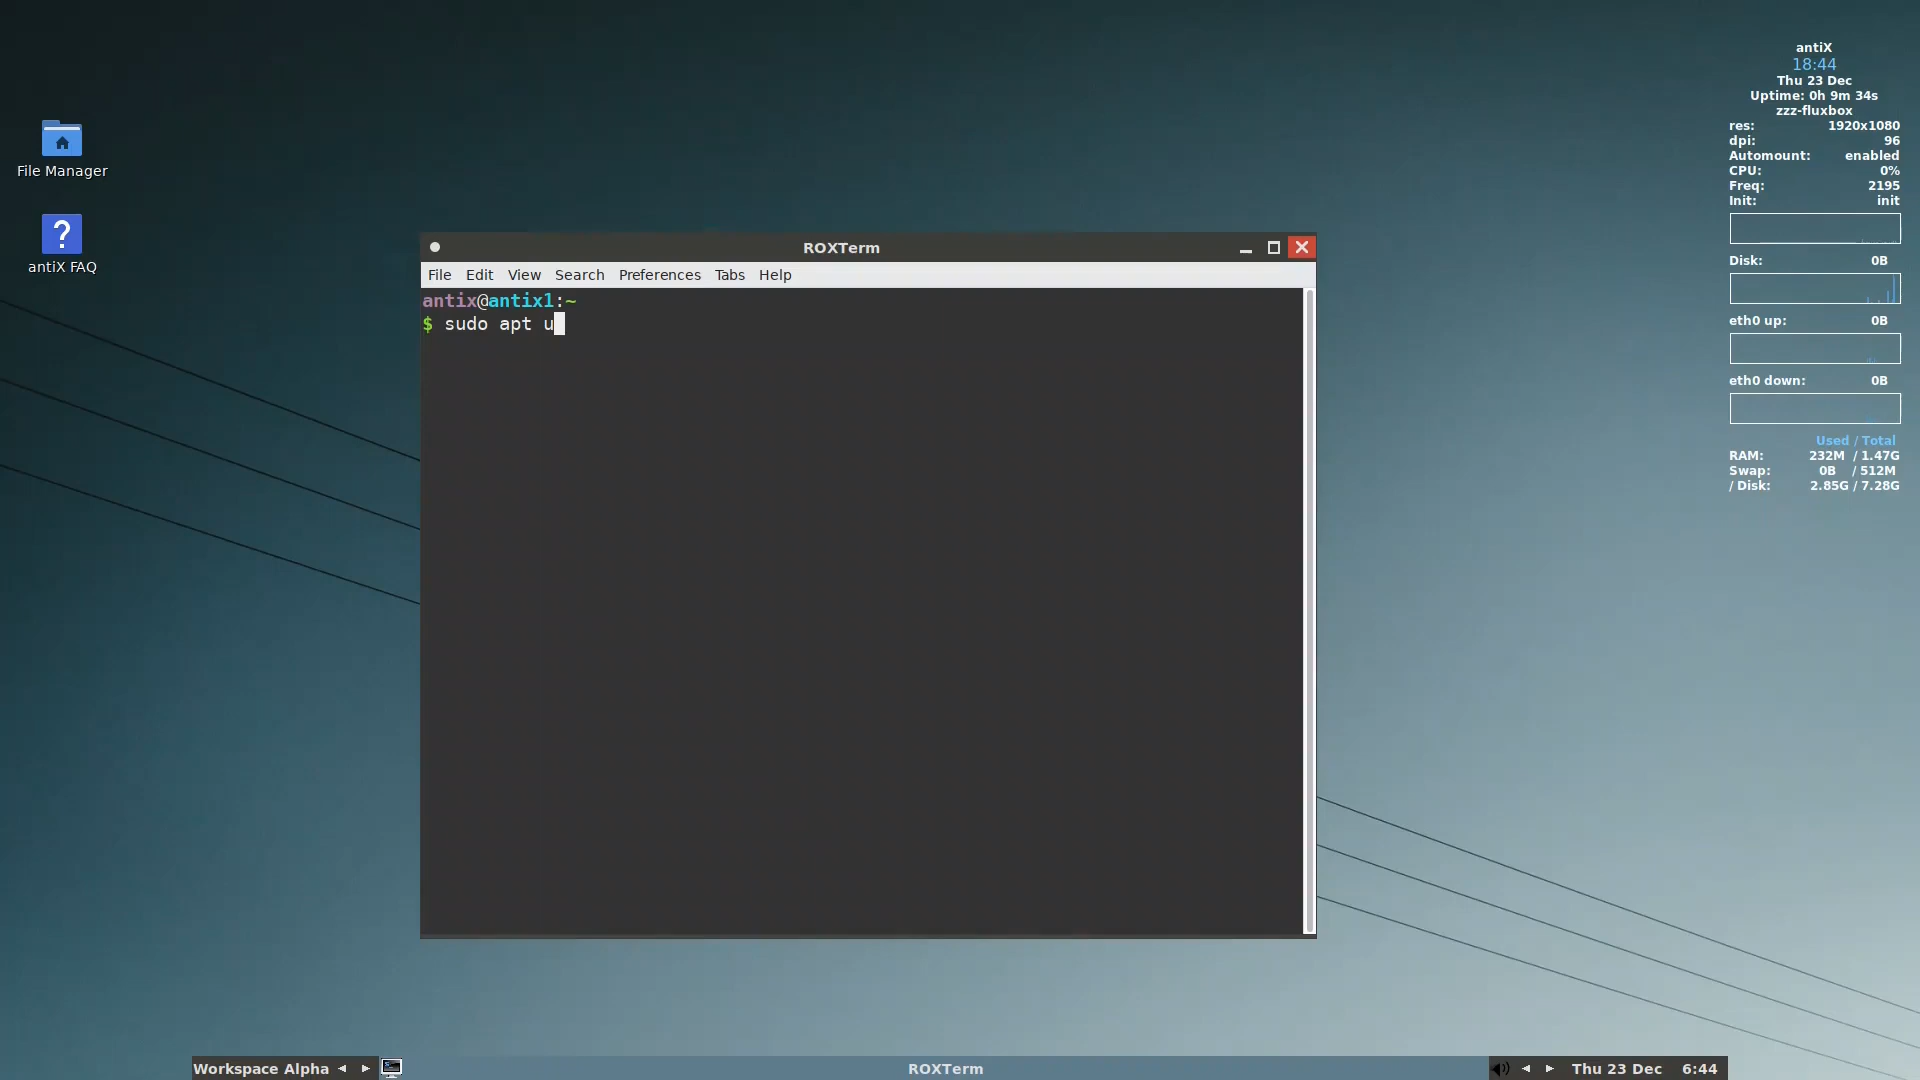 File Manager
antiX FAQ
ROXTerm
File Edit View Search Preferences Tabs Help
antix@antix1:~
$ sudo apt u
antiX
18:44
Thu 23 Dec
Uptime: 0h 9m 34s
zzz-fluxbox
res: 1920x1080
dpi: 96
Automount: enabled
CPU: 0%
Freq: 2195
Init: init
Disk: 0B
eth0 up: 0B
eth0 down: 0B
Used / Total
RAM: 232M / 1.47G
Swap: 0B / 512M
/ Disk: 2.85G / 7.28G
Workspace Alpha
ROXTerm
Thu 23 Dec 6:44